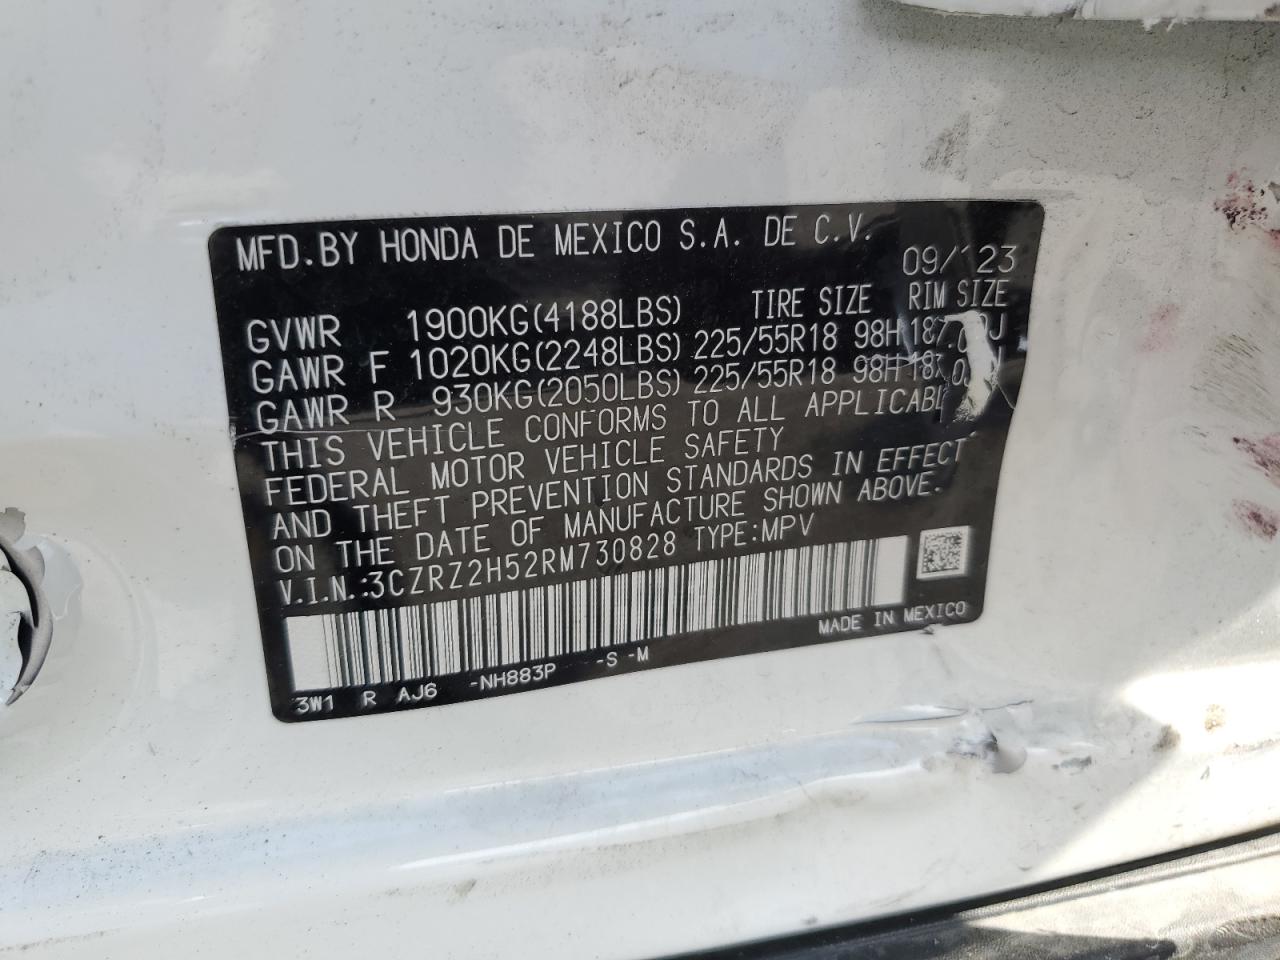 MFD.BY HONDA DE MEXICO S.A. DE C.V. 09/ 23
TIRE SIZE RIM SIZE
GVWR 1900KG(4188LBS)
GAWR F 1020KG(2248LBS) 225/55R18 98H
GAWR R 930KG(2050LBS) 225/55R18 98H
THIS VEHICLE CONFORMS TO ALL
FEDERAL MOTOR VEHICLE SAFETY
AND THEFT PREVENTION STANDARDS IN EFFECT
ON THE DATE OF MANUFACTURE SHOWN ABOVE.
V.I.N.:3CZRZ2H52RM730828 TYPE:MPV
MADE IN MEXICO
3W1 R AJ6 -NH883P -S -M